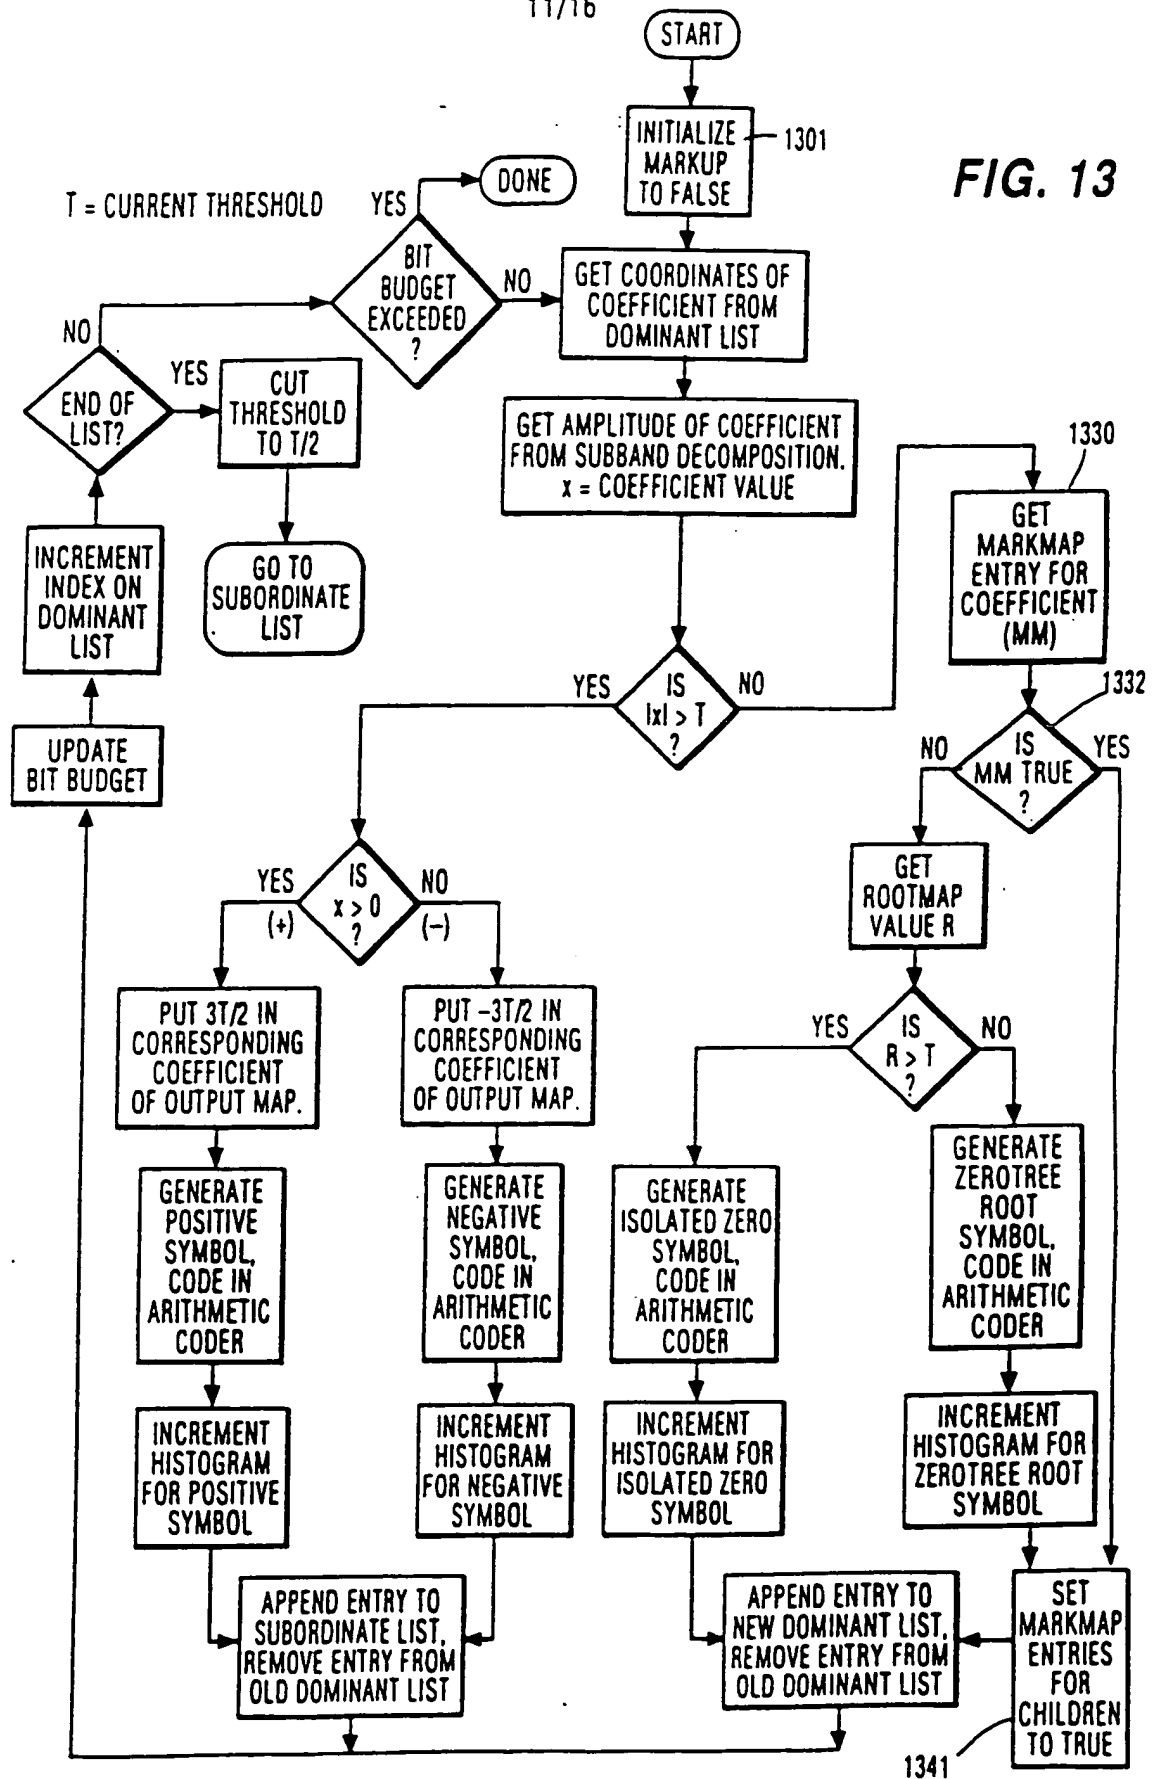 11/16
START
INITIALIZE
MARKUP
TO FALSE
1301
FIG. 13
T = CURRENT THRESHOLD
YES
DONE
BIT
BUDGET
EXCEEDED
?
NO
GET COORDINATES OF
COEFFICIENT FROM
DOMINANT LIST
NO
END OF
LIST?
YES
CUT
THRESHOLD
TO T/2
GET AMPLITUDE OF COEFFICIENT
FROM SUBBAND DECOMPOSITION.
x = COEFFICIENT VALUE
1330
GET
MARKMAP
ENTRY FOR
COEFFICIENT
(MM)
INCREMENT
INDEX ON
DOMINANT
LIST
GO TO
SUBORDINATE
LIST
YES
IS
|x| > T
?
NO
1332
UPDATE
BIT BUDGET
NO
IS
MM TRUE
?
YES
GET
ROOTMAP
VALUE R
YES
(+)
IS
x > 0
?
NO
(−)
YES
IS
R > T
?
NO
PUT 3T/2 IN
CORRESPONDING
COEFFICIENT
OF OUTPUT MAP.
PUT −3T/2 IN
CORRESPONDING
COEFFICIENT
OF OUTPUT MAP.
GENERATE
POSITIVE
SYMBOL,
CODE IN
ARITHMETIC
CODER
GENERATE
NEGATIVE
SYMBOL,
CODE IN
ARITHMETIC
CODER
GENERATE
ISOLATED ZERO
SYMBOL,
CODE IN
ARITHMETIC
CODER
GENERATE
ZEROTREE
ROOT
SYMBOL,
CODE IN
ARITHMETIC
CODER
INCREMENT
HISTOGRAM
FOR POSITIVE
SYMBOL
INCREMENT
HISTOGRAM
FOR NEGATIVE
SYMBOL
INCREMENT
HISTOGRAM FOR
ISOLATED ZERO
SYMBOL
INCREMENT
HISTOGRAM FOR
ZEROTREE ROOT
SYMBOL
APPEND ENTRY TO
SUBORDINATE LIST,
REMOVE ENTRY FROM
OLD DOMINANT LIST
APPEND ENTRY TO
NEW DOMINANT LIST,
REMOVE ENTRY FROM
OLD DOMINANT LIST
SET
MARKMAP
ENTRIES
FOR
CHILDREN
TO TRUE
1341